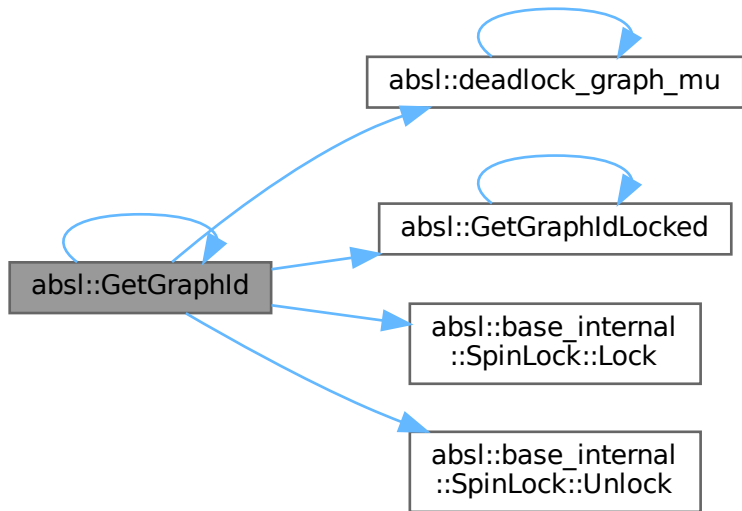 absl::deadlock_graph_mu
absl::GetGraphIdLocked
absl::GetGraphId
absl::base_internal
::SpinLock::Lock
absl::base_internal
::SpinLock::Unlock